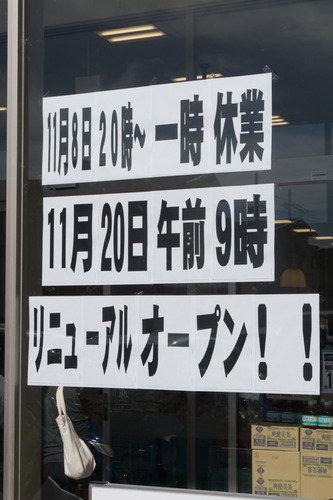 11月8日 20時～ 一時 休業
11月 20日 午前 9時
リニューアル オープン！！